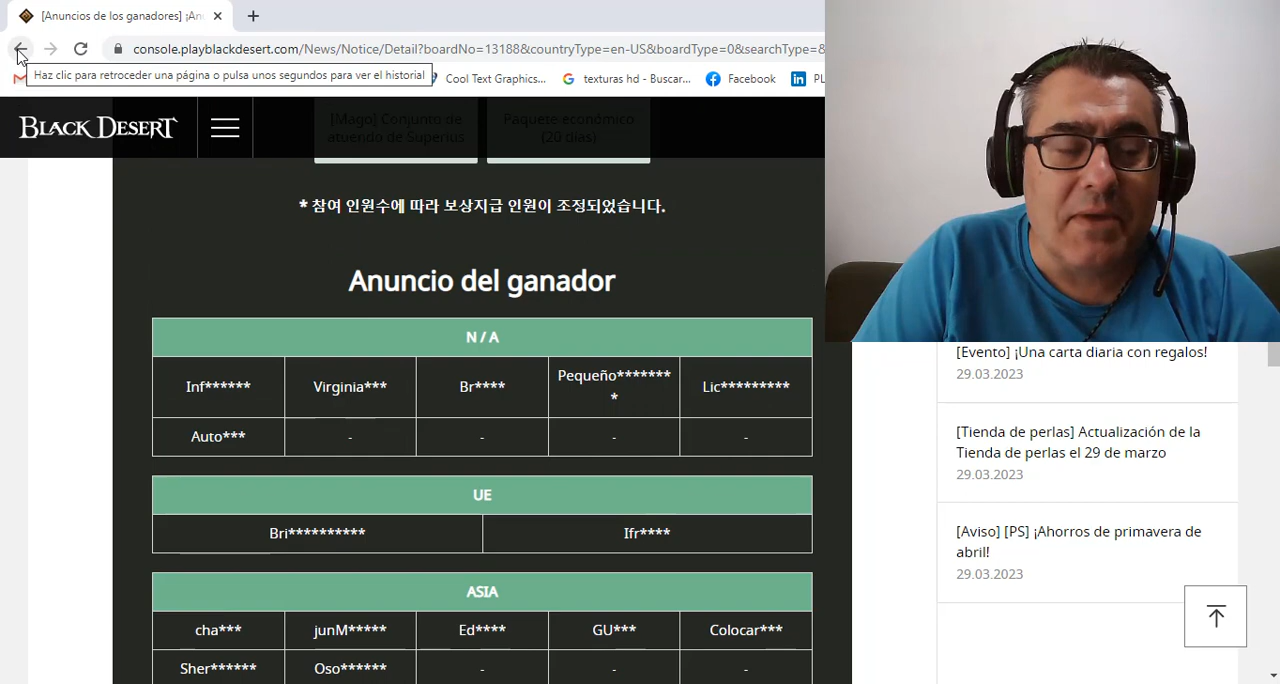 [Anuncios de los ganadores] ¡An
console.playblackdesert.com/News/Notice/Detail?boardNo=13188&countryType=en-US&boardType=0&searchType=&
Haz clic para retroceder una página o pulsa unos segundos para ver el historial
Cool Text Graphics...
texturas hd - Buscar...
Facebook
PL
BLACK DESERT
[Mago] Conjunto de
atuendo de Superius
Paquete económico
(20 días)
* 참여 인원수에 따라 보상지급 인원이 조정되었습니다.
Anuncio del ganador
N / A
Inf****** Virginia*** Br**** Pequeño******* Lic*********
*
Auto*** - - - -
UE
Bri********** Ifr****
ASIA
cha*** junM***** Ed**** GU*** Colocar***
Sher****** Oso****** - - -
[Evento] ¡Una carta diaria con regalos!
29.03.2023
[Tienda de perlas] Actualización de la
Tienda de perlas el 29 de marzo
29.03.2023
[Aviso] [PS] ¡Ahorros de primavera de
abril!
29.03.2023